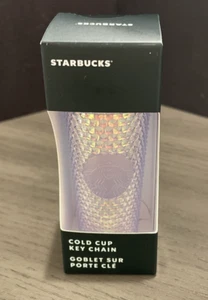 STARBUCKS®
COLD CUP
KEY CHAIN
GOBLET SUR
PORTE CLÉ